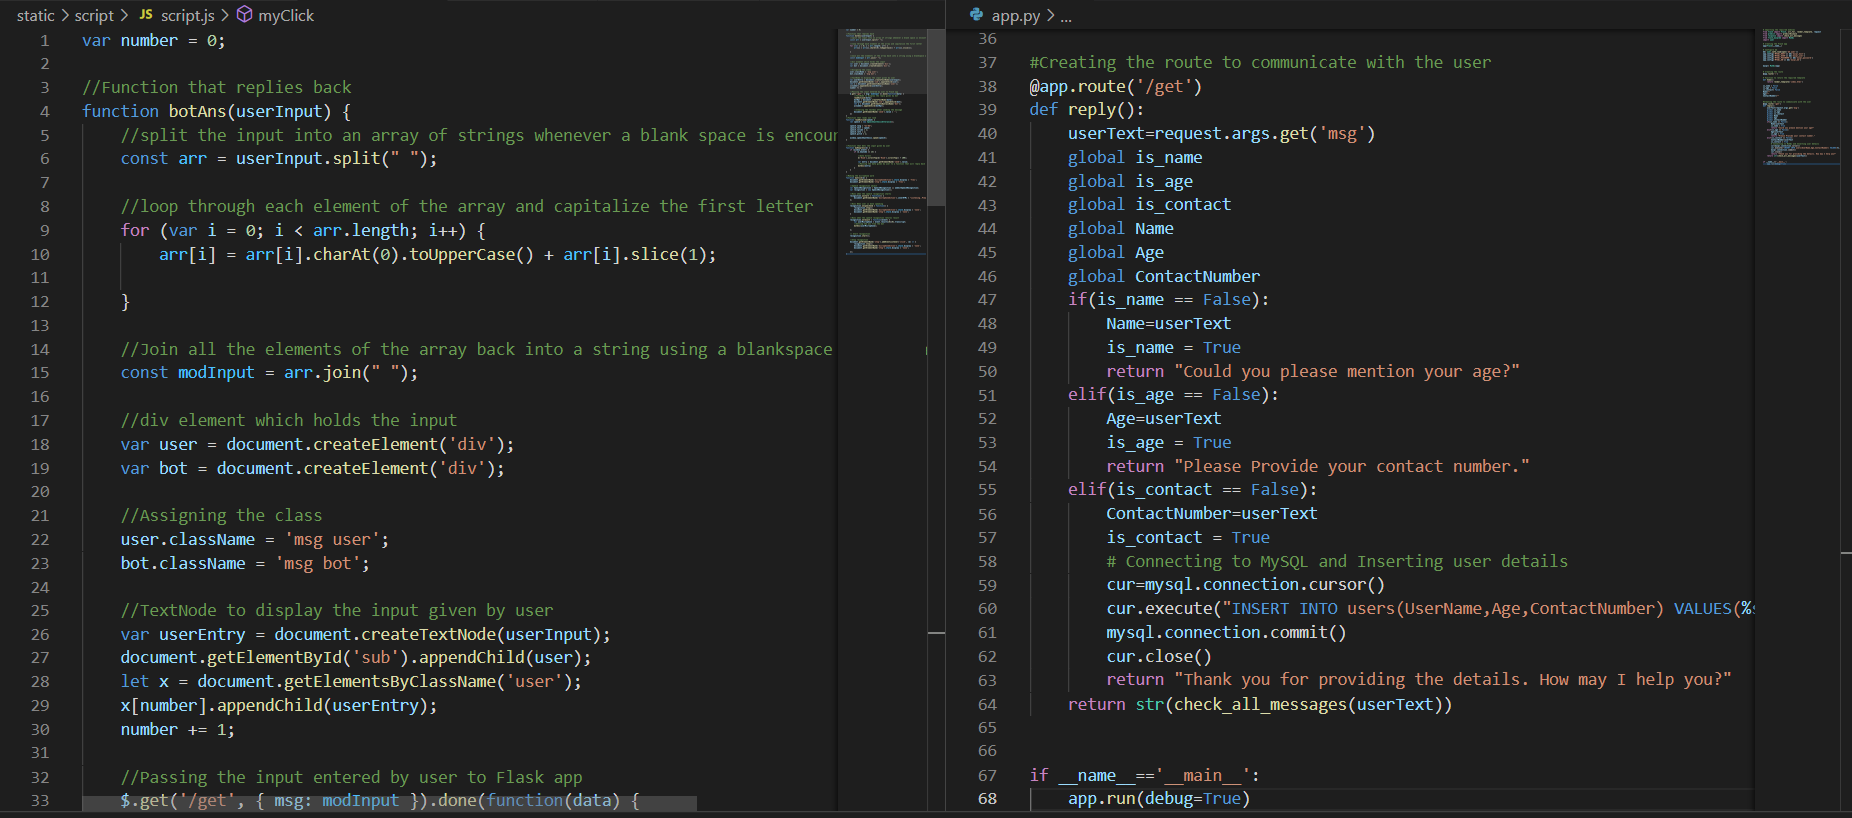 static > script > JS script.js > myClick
1 var number = 0;
2
3 //Function that replies back
4 function botAns(userInput) {
5 //split the input into an array of strings whenever a blank space is encour
6 const arr = userInput.split(" ");
7
8 //loop through each element of the array and capitalize the first letter
9 for (var i = 0; i < arr.length; i++) {
10 arr[i] = arr[i].charAt(0).toUpperCase() + arr[i].slice(1);
11
12 }
13
14 //Join all the elements of the array back into a string using a blankspace
15 const modInput = arr.join(" ");
16
17 //div element which holds the input
18 var user = document.createElement('div');
19 var bot = document.createElement('div');
20
21 //Assigning the class
22 user.className = 'msg user';
23 bot.className = 'msg bot';
24
25 //TextNode to display the input given by user
26 var userEntry = document.createTextNode(userInput);
27 document.getElementById('sub').appendChild(user);
28 let x = document.getElementsByClassName('user');
29 x[number].appendChild(userEntry);
30 number += 1;
31
32 //Passing the input entered by user to Flask app
33 $.get('/get', { msg: modInput }).done(function(data) {
app.py > ...
36
37 #Creating the route to communicate with the user
38 @app.route('/get')
39 def reply():
40 userText=request.args.get('msg')
41 global is_name
42 global is_age
43 global is_contact
44 global Name
45 global Age
46 global ContactNumber
47 if(is_name == False):
48 Name=userText
49 is_name = True
50 return "Could you please mention your age?"
51 elif(is_age == False):
52 Age=userText
53 is_age = True
54 return "Please Provide your contact number."
55 elif(is_contact == False):
56 ContactNumber=userText
57 is_contact = True
58 # Connecting to MySQL and Inserting user details
59 cur=mysql.connection.cursor()
60 cur.execute("INSERT INTO users(UserName,Age,ContactNumber) VALUES(%s
61 mysql.connection.commit()
62 cur.close()
63 return "Thank you for providing the details. How may I help you?"
64 return str(check_all_messages(userText))
65
66
67 if __name__=='__main__':
68 app.run(debug=True)